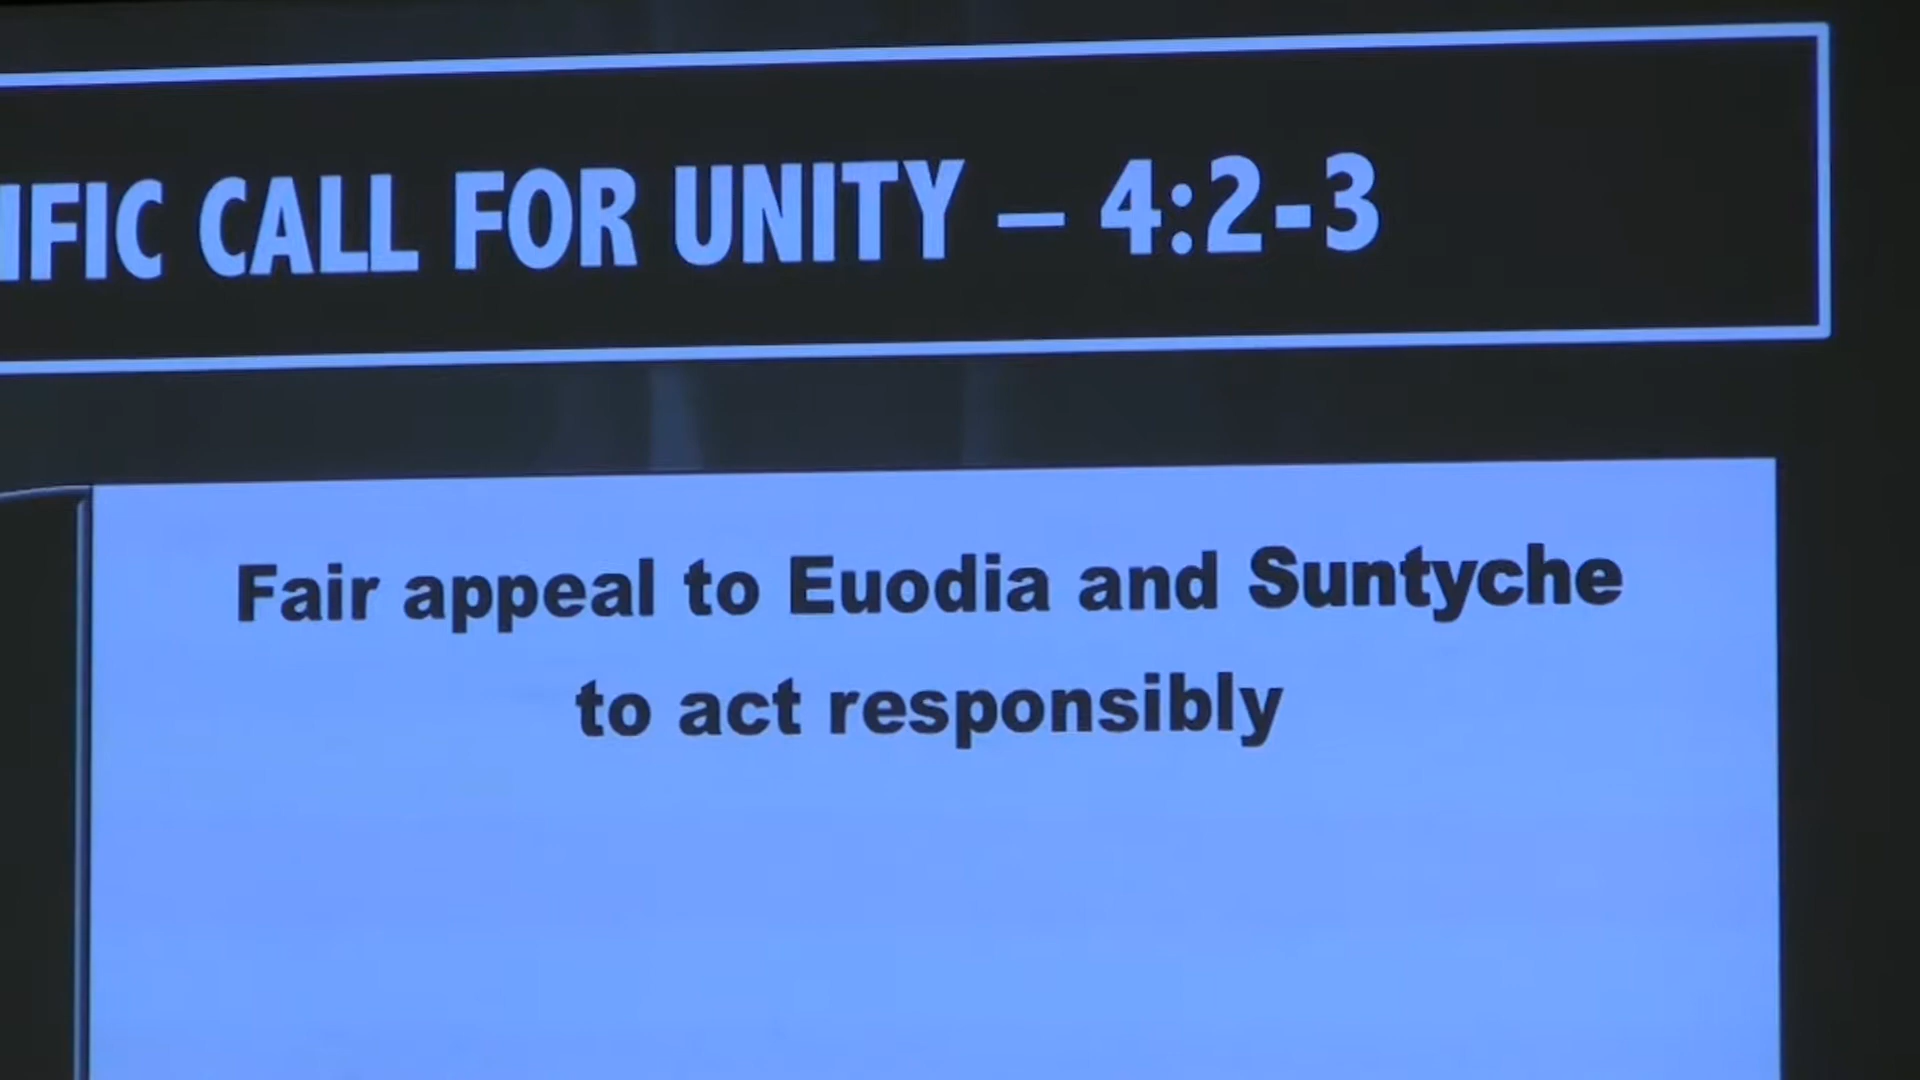 IFIC CALL FOR UNITY – 4:2-3
Fair appeal to Euodia and Suntyche
to act responsibly